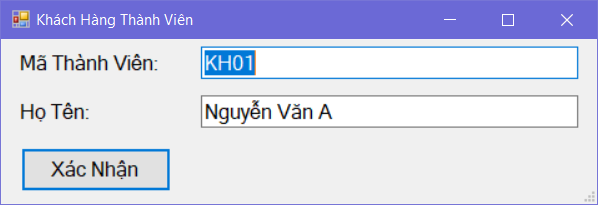 Khách Hàng Thành Viên
Mã Thành Viên: KH01
Họ Tên: Nguyễn Văn A
Xác Nhận